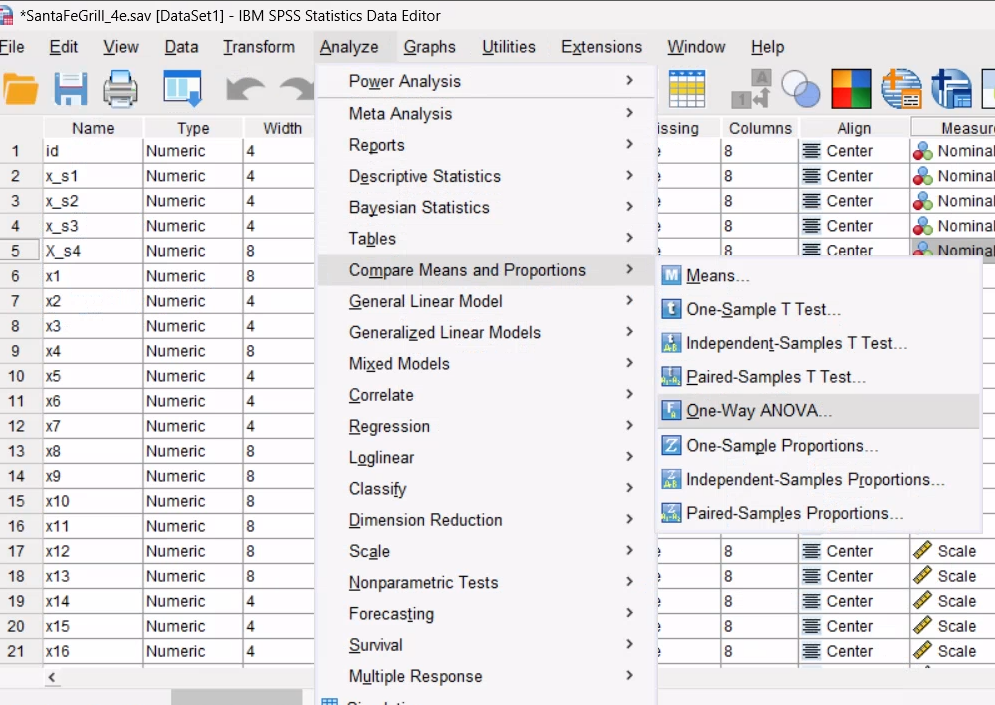 *SantaFeGrill_4e.sav [DataSet1] - IBM SPSS Statistics Data Editor
File Edit View Data Transform Analyze Graphs Utilities Extensions Window Help
Name Type Width issing Columns Align Measure
1 id Numeric 4 8 Center Nominal
2 x_s1 Numeric 4 8 Center Nominal
3 x_s2 Numeric 4 8 Center Nominal
4 x_s3 Numeric 4 8 Center Nominal
5 X_s4 Numeric 8 8 Center Nominal
6 x1 Numeric 8
7 x2 Numeric 4
8 x3 Numeric 4
9 x4 Numeric 8
10 x5 Numeric 4
11 x6 Numeric 4
12 x7 Numeric 4
13 x8 Numeric 8
14 x9 Numeric 8
15 x10 Numeric 8
16 x11 Numeric 8
17 x12 Numeric 8 8 Center Scale
18 x13 Numeric 8 8 Center Scale
19 x14 Numeric 4 8 Center Scale
20 x15 Numeric 4 8 Center Scale
21 x16 Numeric 4 8 Center Scale
Power Analysis
Meta Analysis
Reports
Descriptive Statistics
Bayesian Statistics
Tables
Compare Means and Proportions
General Linear Model
Generalized Linear Models
Mixed Models
Correlate
Regression
Loglinear
Classify
Dimension Reduction
Scale
Nonparametric Tests
Forecasting
Survival
Multiple Response
Means...
One-Sample T Test...
Independent-Samples T Test...
Paired-Samples T Test...
One-Way ANOVA...
One-Sample Proportions...
Independent-Samples Proportions...
Paired-Samples Proportions...